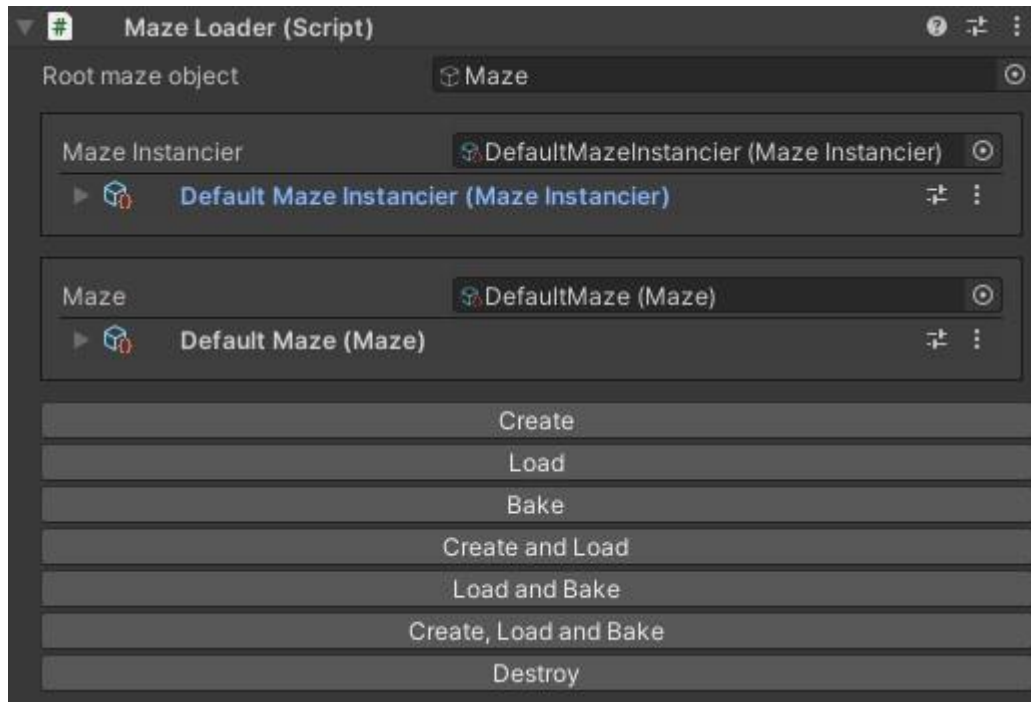 # Maze Loader (Script)
Root maze object Maze
Maze Instancier DefaultMazeInstancier (Maze Instancier)
Default Maze Instancier (Maze Instancier)
Maze DefaultMaze (Maze)
Default Maze (Maze)
Create
Load
Bake
Create and Load
Load and Bake
Create, Load and Bake
Destroy